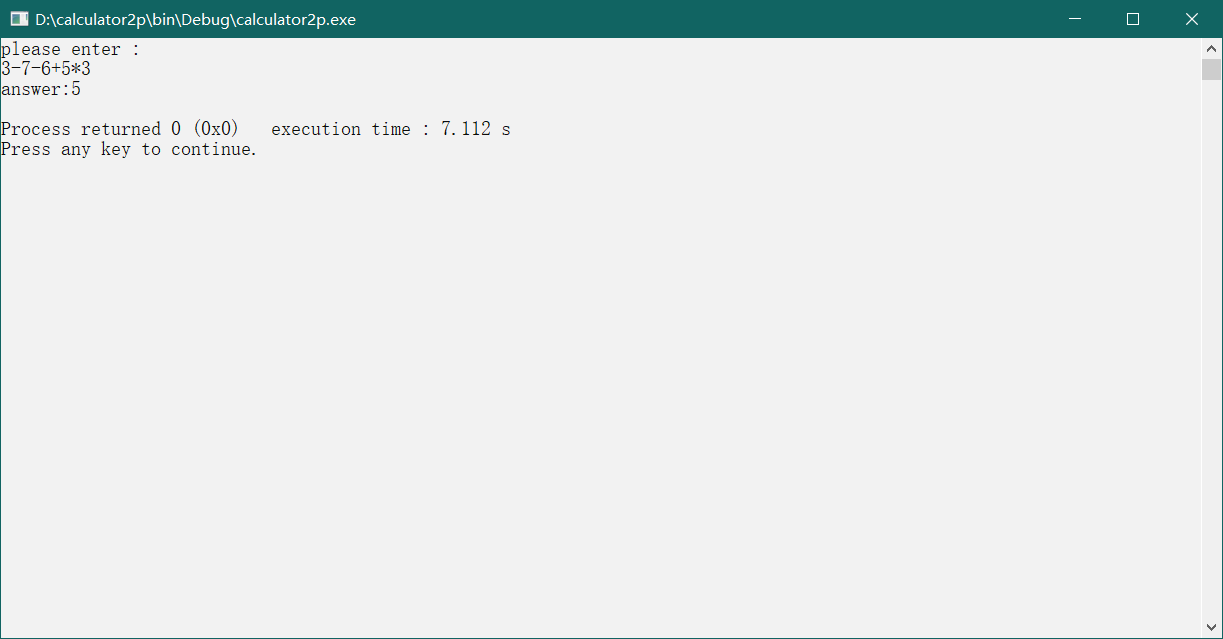 D:\calculator2p\bin\Debug\calculator2p.exe
please enter :
3-7-6+5*3
answer:5
Process returned 0 (0x0)   execution time : 7.112 s
Press any key to continue.